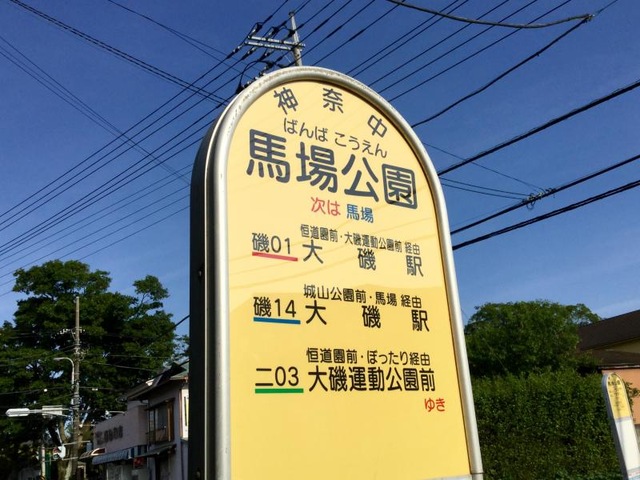 神奈中
ばんば こうえん
馬場公園
次は 馬場
恒道園前・大磯運動公園前 経由
磯01 大磯駅
城山公園前・馬場 経由
磯14 大磯駅
恒道園前・ぼったり経由
二03 大磯運動公園前
ゆき